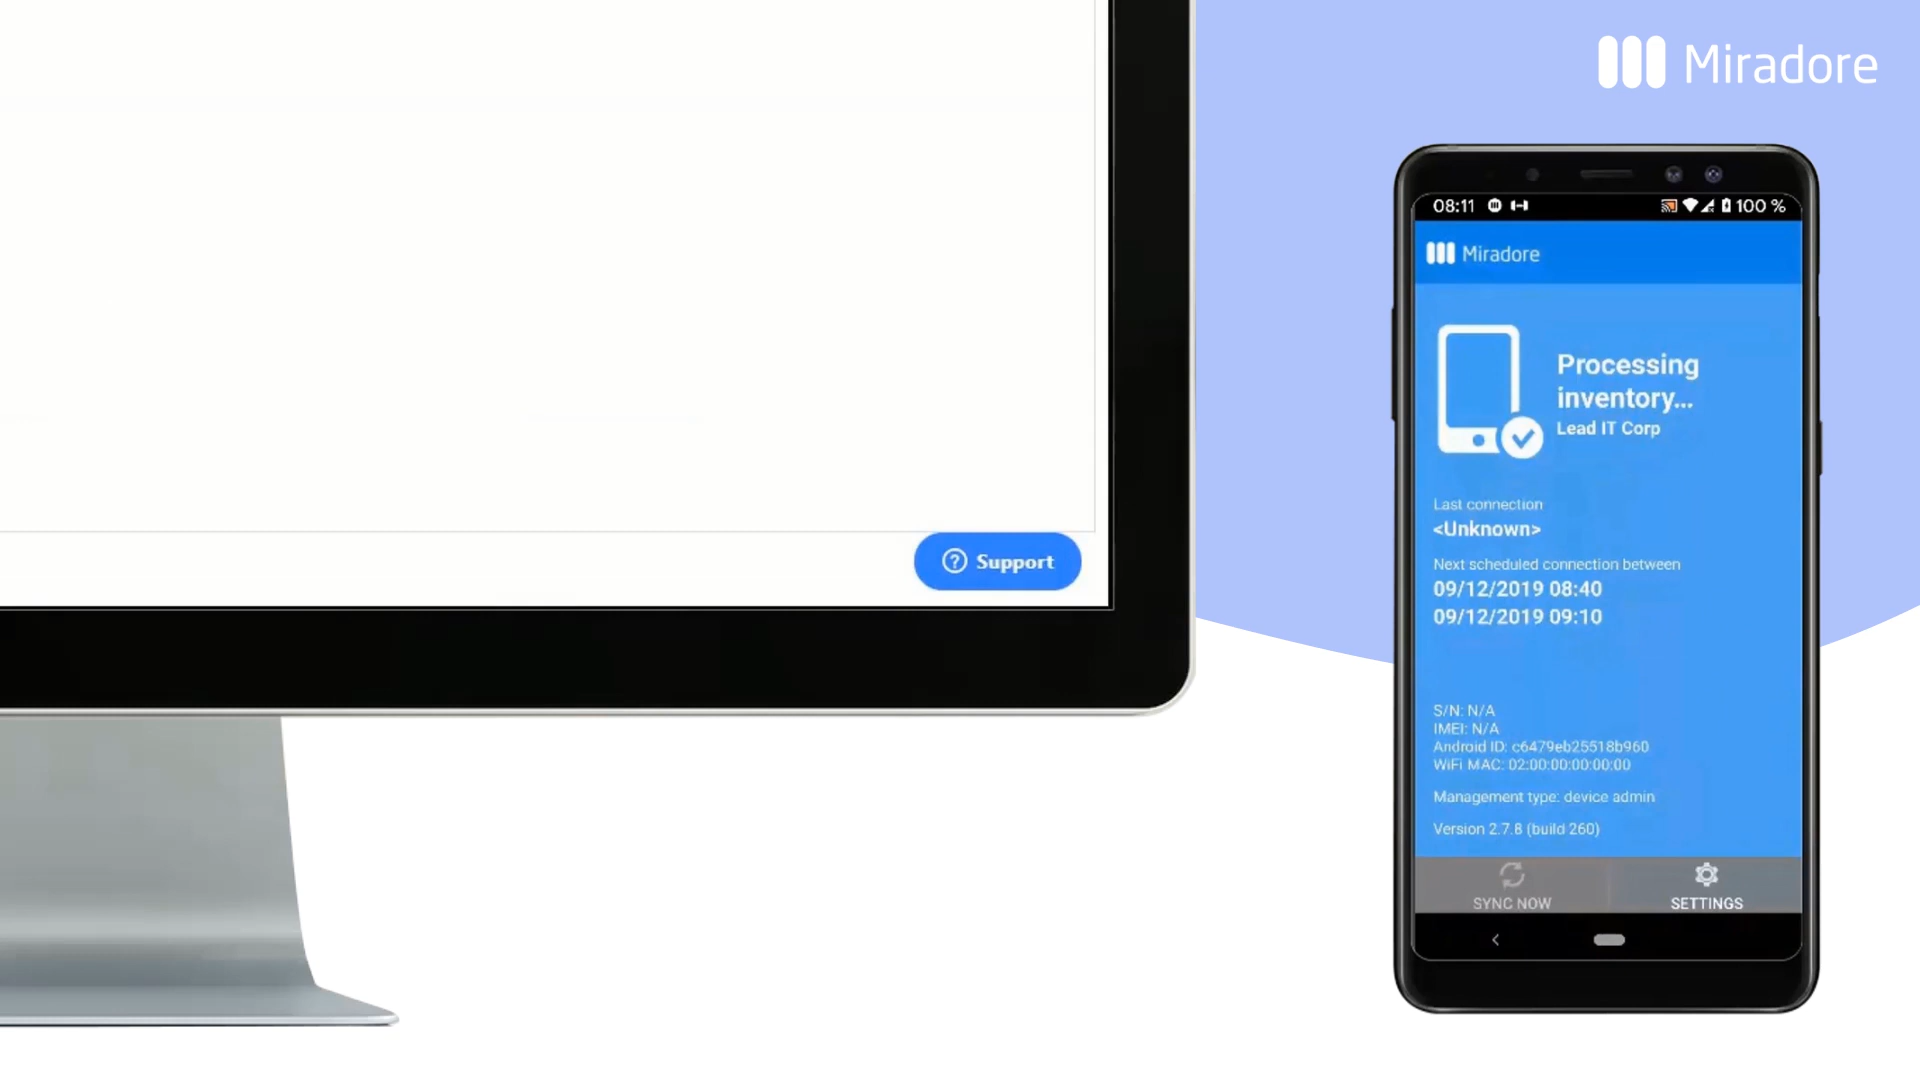 Miradore
08:11
100 %
Miradore
Processing
inventory...
Lead IT Corp
Last connection
<Unknown>
Next scheduled connection between
09/12/2019 08:40
09/12/2019 09:10
S/N: N/A
IMEI: N/A
Android ID: c6479eb25518b960
WiFi MAC: 02:00:00:00:00:00
Management type: device admin
Version 2.7.8 (build 260)
SYNC NOW
SETTINGS
Support